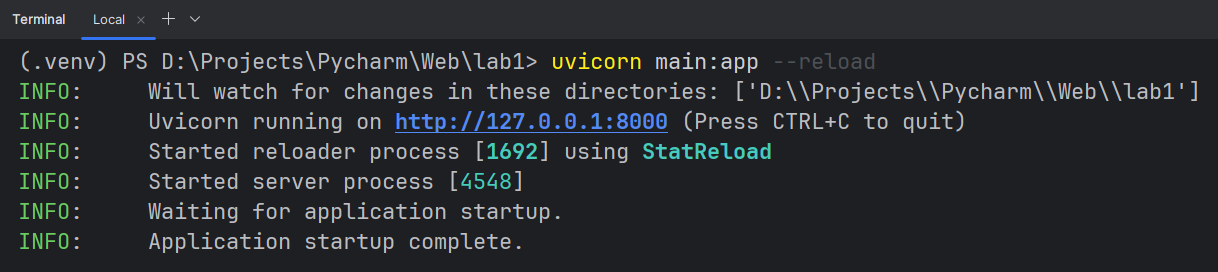 Terminal Local × +
(.venv) PS D:\Projects\Pycharm\Web\lab1> uvicorn main:app --reload
INFO:     Will watch for changes in these directories: ['D:\\Projects\\Pycharm\\Web\\lab1']
INFO:     Uvicorn running on http://127.0.0.1:8000 (Press CTRL+C to quit)
INFO:     Started reloader process [1692] using StatReload
INFO:     Started server process [4548]
INFO:     Waiting for application startup.
INFO:     Application startup complete.